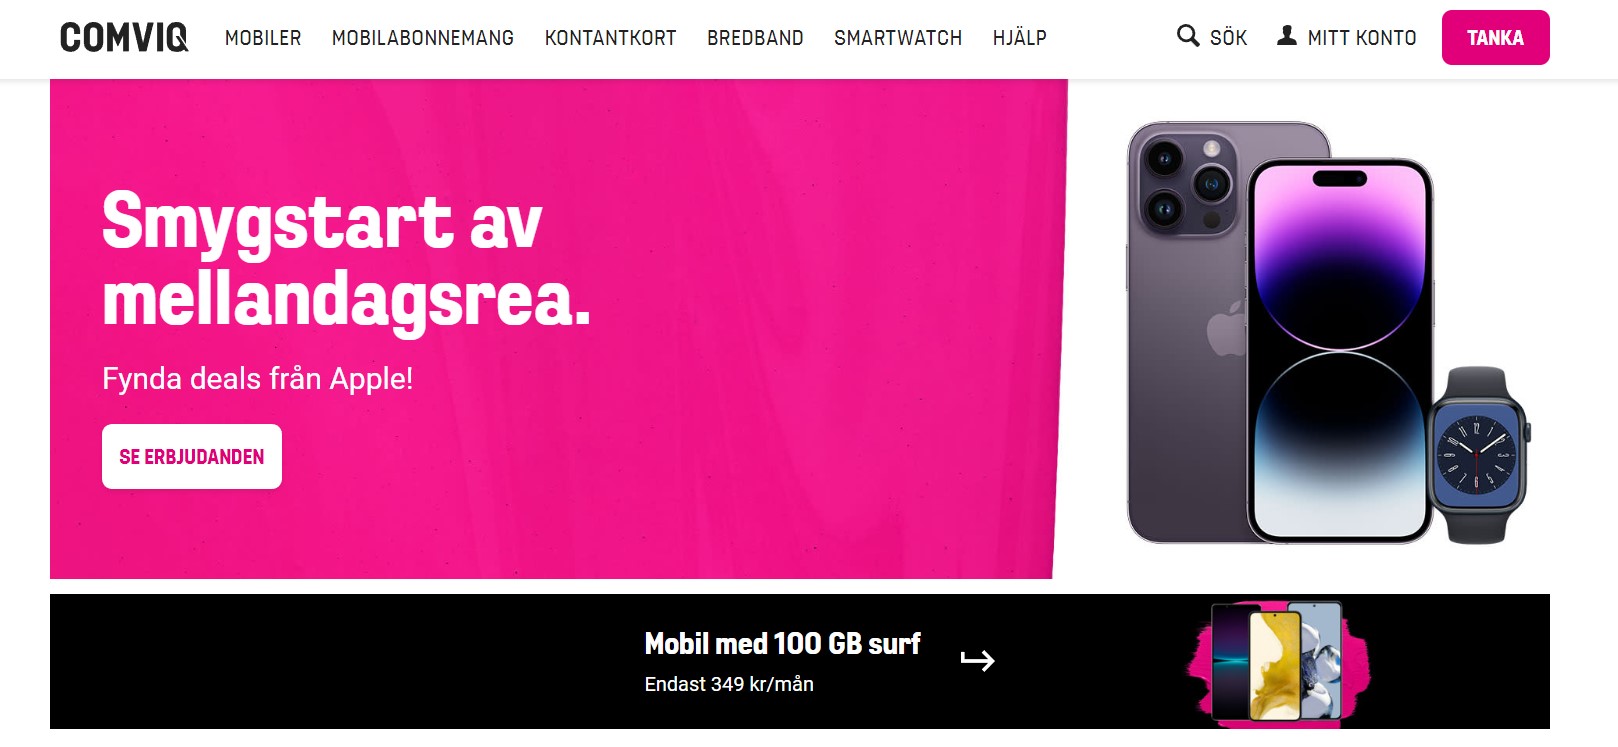 COMVIQ
MOBILER
MOBILABONNEMANG
KONTANTKORT
BREDBAND
SMARTWATCH
HJÄLP
SÖK
MITT KONTO
TANKA
Smygstart av
mellandagsrea.
Fynda deals från Apple!
SE ERBJUDANDEN
Mobil med 100 GB surf
Endast 349 kr/mån